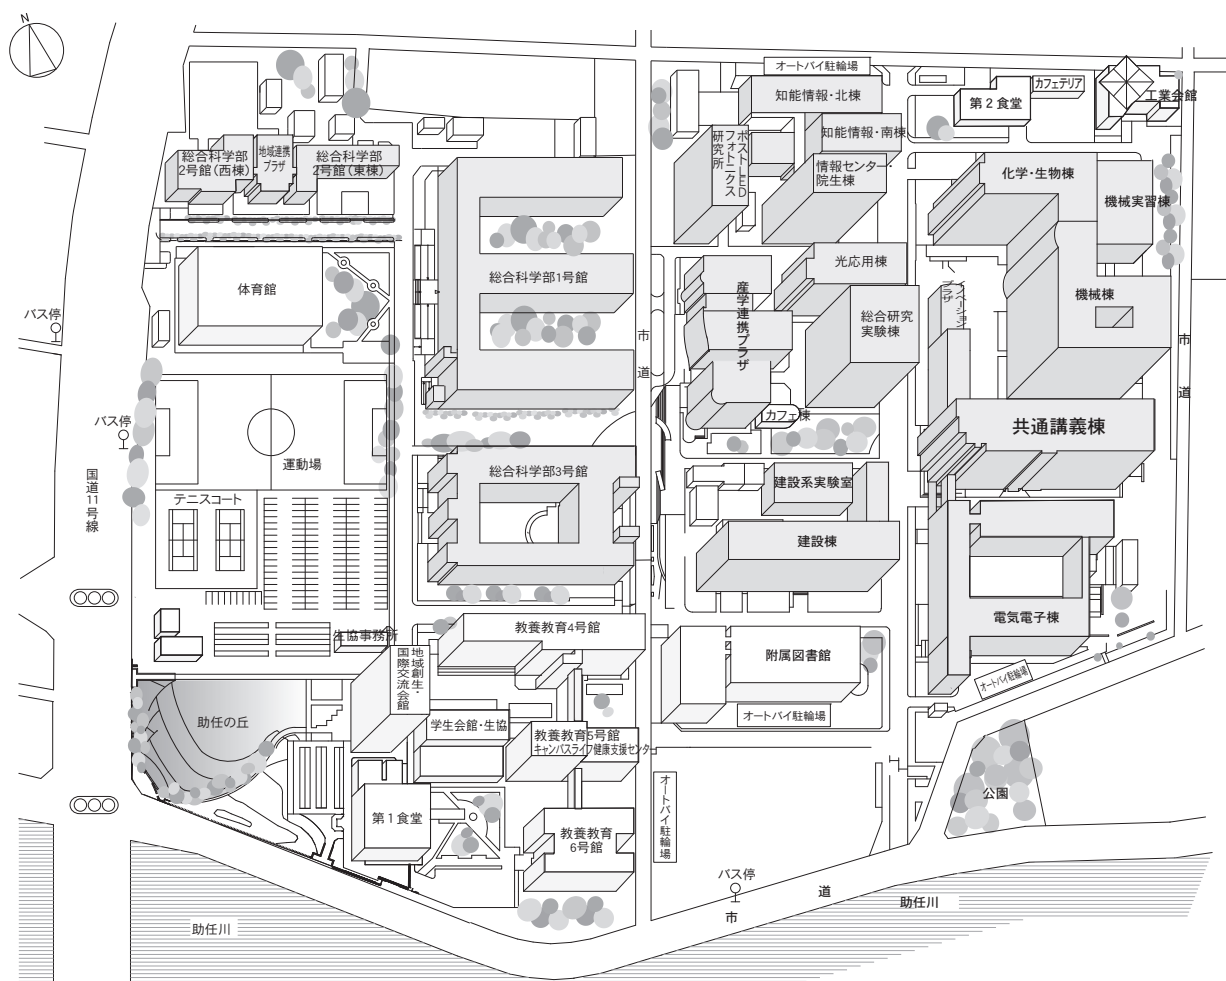 N
オートバイ駐輪場
知能情報・北棟
カフェテリア
第2食堂
工業会館
総合科学部
2号館(西棟)
地域連携
プラザ
総合科学部
2号館(東棟)
ポストLED
フォトニクス
研究所
知能情報・南棟
情報センター・
院生棟
化学・生物棟
機械実習棟
体育館
総合科学部1号館
光応用棟
産学連携プラザ
総合研究
実験棟
イノベーション
プラザ
機械棟
バス停
市道
市道
バス停
カフェ棟
共通講義棟
運動場
国道11号線
テニスコート
総合科学部3号館
建設系実験室
建設棟
電気電子棟
生協事務所
教養教育4号館
地域創生・
国際交流会館
附属図書館
オートバイ駐輪場
オートバイ駐輪場
助任の丘
学生会館・生協
教養教育5号館
キャンパスライフ健康支援センター
オートバイ駐輪場
公園
第1食堂
教養教育
6号館
バス停
市道
助任川
助任川